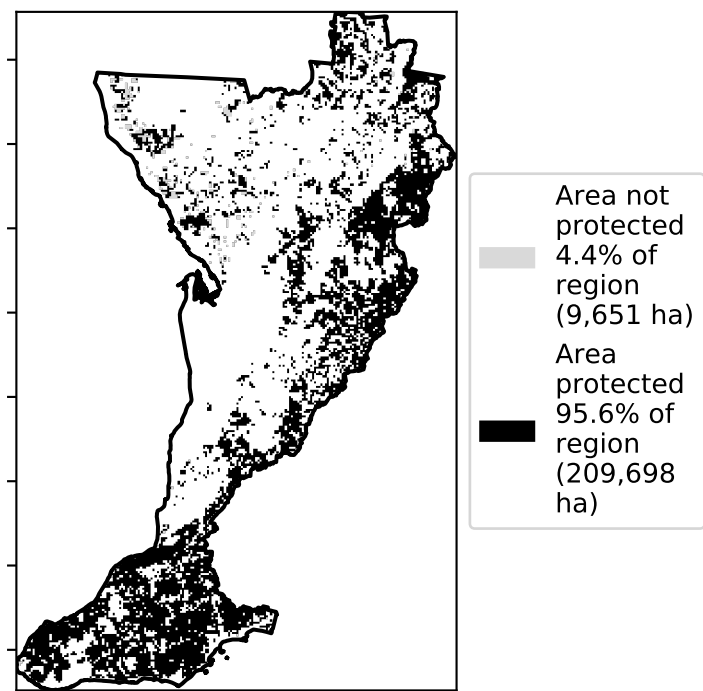 Area not
protected
4.4% of
region
(9,651 ha)
Area
protected
95.6% of
region
(209,698
ha)